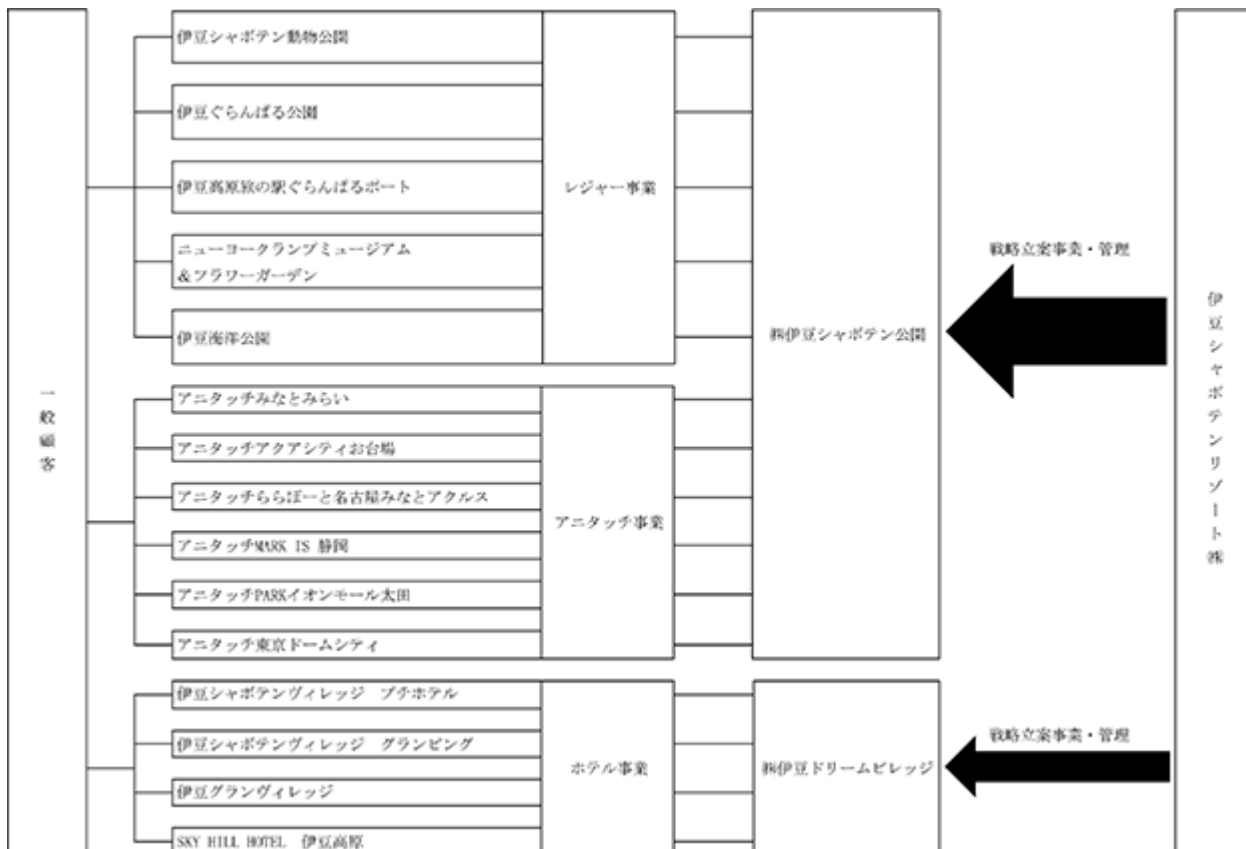 一般顧客
伊豆シャボテン動物公園
伊豆ぐらんぱる公園
伊豆高原旅の駅ぐらんぱるポート
ニューヨークランプミュージアム
&フラワーガーデン
伊豆海洋公園
レジャー事業
アニタッチみなとみらい
アニタッチアクアシティお台場
アニタッチららぽーと名古屋みなとアクルス
アニタッチMARK IS 静岡
アニタッチPARKイオンモール太田
アニタッチ東京ドームシティ
アニタッチ事業
㈱伊豆シャボテン公園
戦略立案事業・管理
伊豆シャボテンヴィレッジ プチホテル
伊豆シャボテンヴィレッジ グランピング
伊豆グランヴィレッジ
SKY HILL HOTEL 伊豆高原
ホテル事業
㈱伊豆ドリームビレッジ
戦略立案事業・管理
伊豆シャボテンリゾート㈱